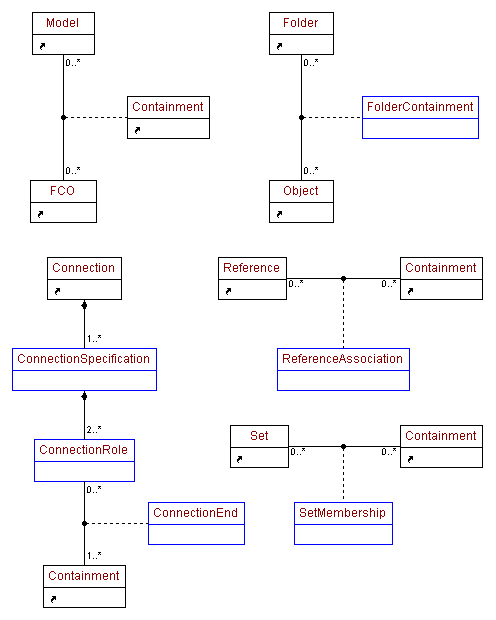 Model
0..*
Containment
0..*
FCO
Folder
0..*
FolderContainment
0..*
Object
Connection
1..*
ConnectionSpecification
2..*
ConnectionRole
0..*
ConnectionEnd
1..*
Containment
Reference
0..*
0..*
Containment
ReferenceAssociation
Set
0..*
0..*
Containment
SetMembership